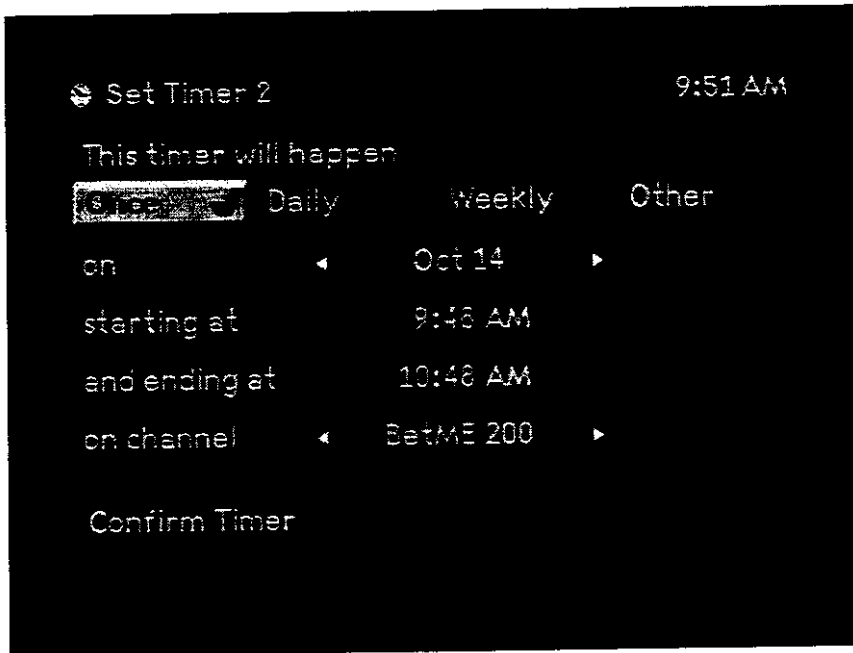 Set Timer 2 9:51 AM
This timer will happen
Once Daily Weekly Other
on Oct 14
starting at 9:48 AM
and ending at 10:48 AM
on channel BetME 200
Confirm Timer